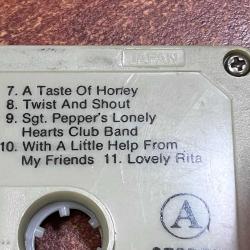 JAPAN
7. A Taste Of Honey
8. Twist And Shout
9. Sgt. Pepper's Lonely
Hearts Club Band
10. With A Little Help From
My Friends 11. Lovely Rita
A